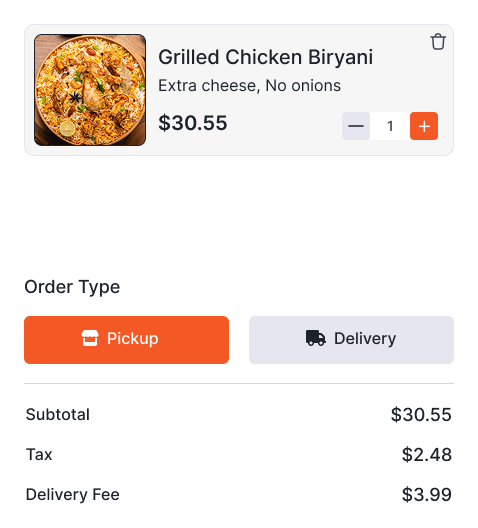 Grilled Chicken Biryani
Extra cheese, No onions
$30.55
1
Order Type
Pickup
Delivery
Subtotal $30.55
Tax $2.48
Delivery Fee $3.99